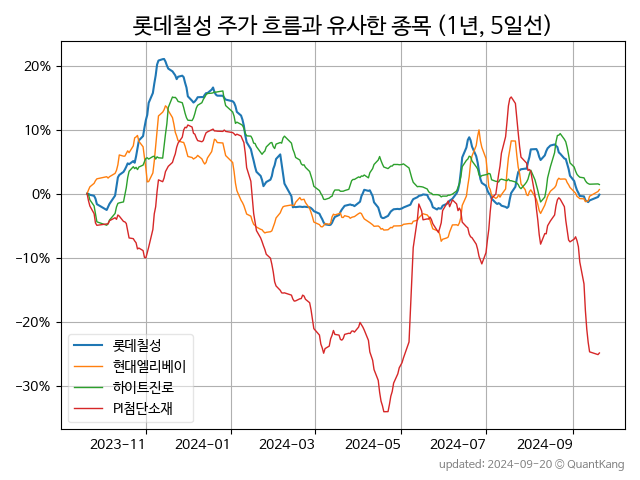 롯데칠성 주가 흐름과 유사한 종목 (1년, 5일선)
20%
10%
0%
−10%
−20%
−30%
롯데칠성
현대엘리베이
하이트진로
PI첨단소재
2023-11
2024-01
2024-03
2024-05
2024-07
2024-09
updated: 2024-09-20 © QuantKang